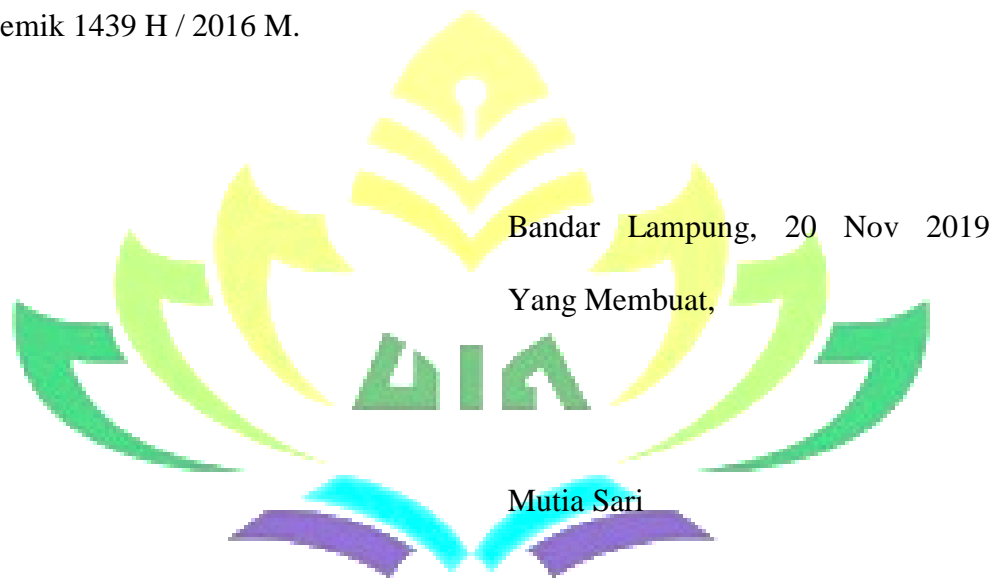 emik 1439 H / 2016 M.
Bandar Lampung, 20 Nov 2019
Yang Membuat,
Mutia Sari